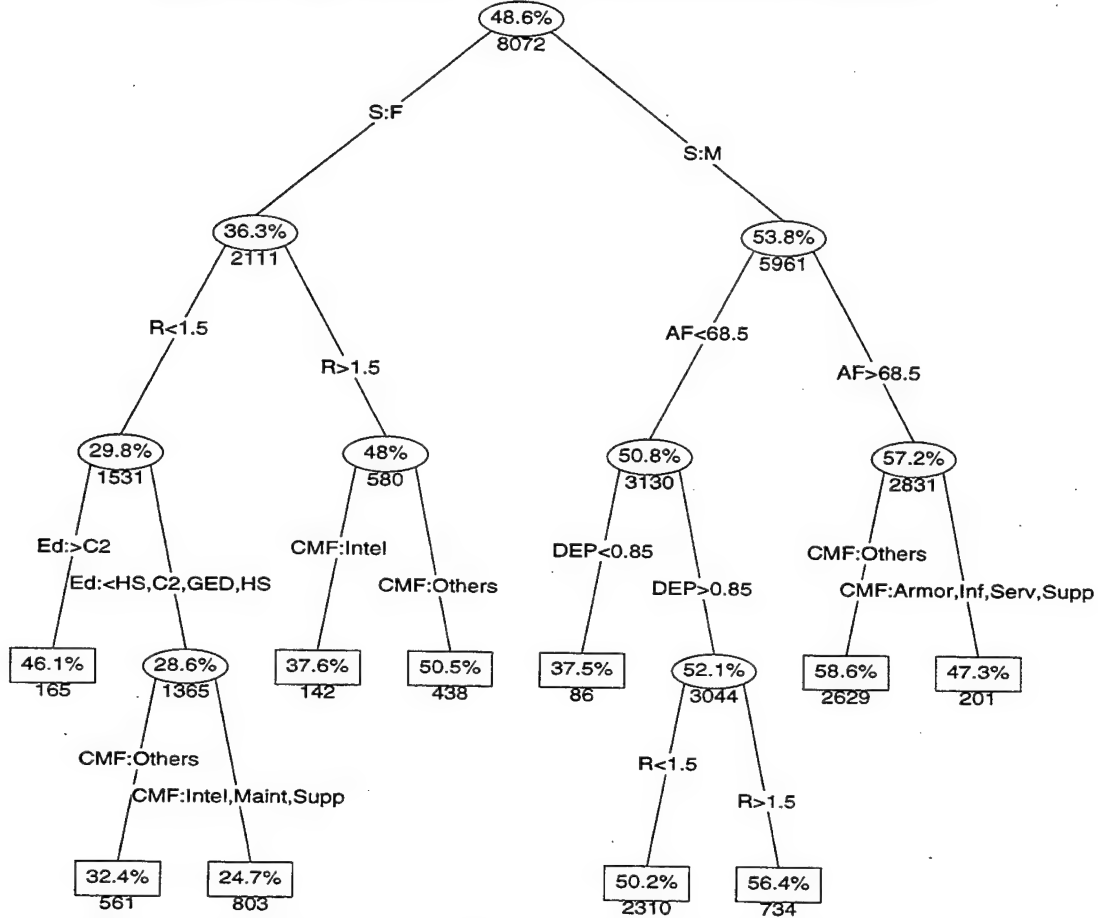 48.6%
8072
S:F
S:M
36.3%
2111
53.8%
5961
R<1.5
R>1.5
AF<68.5
AF>68.5
29.8%
1531
48%
580
50.8%
3130
57.2%
2831
Ed:>C2
Ed:<HS,C2,GED,HS
CMF:Intel
CMF:Others
DEP<0.85
DEP>0.85
CMF:Others
CMF:Armor,Inf,Serv,Supp
46.1%
165
28.6%
1365
37.6%
142
50.5%
438
37.5%
86
52.1%
3044
58.6%
2629
47.3%
201
CMF:Others
CMF:Intel,Maint,Supp
R<1.5
R>1.5
32.4%
561
24.7%
803
50.2%
2310
56.4%
734